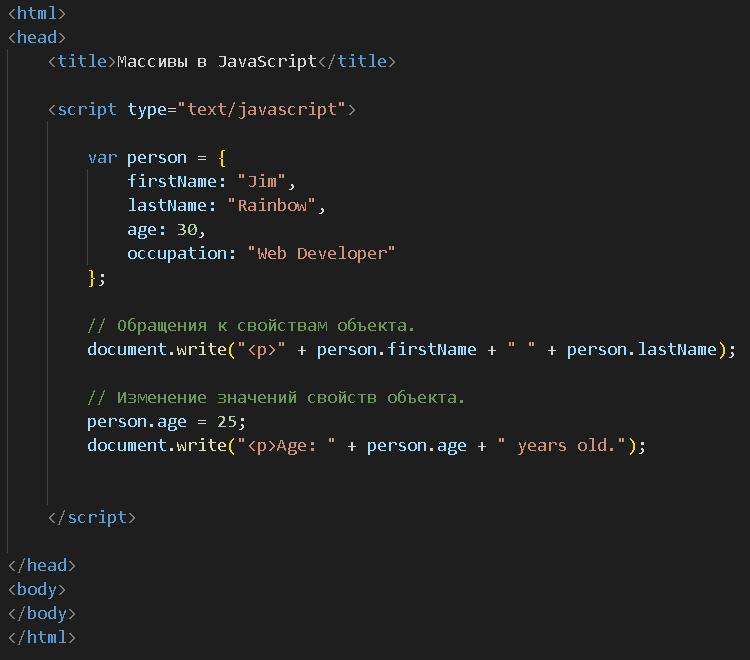 <html>
<head>
<title>Массивы в JavaScript</title>
<script type="text/javascript">
var person = {
firstName: "Jim",
lastName: "Rainbow",
age: 30,
occupation: "Web Developer"
};
// Обращения к свойствам объекта.
document.write("<p>" + person.firstName + " " + person.lastName);
// Изменение значений свойств объекта.
person.age = 25;
document.write("<p>Age: " + person.age + " years old.");
</script>
</head>
<body>
</body>
</html>